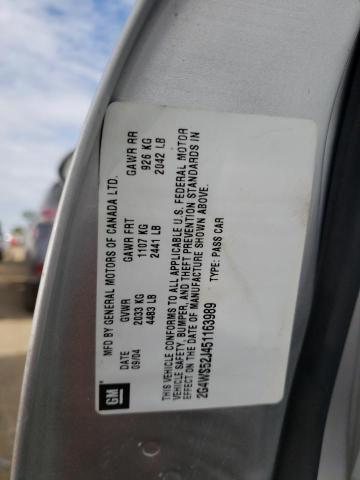 GM
MFD BY GENERAL MOTORS OF CANADA LTD.
DATE GVWR GAWR FRT GAWR RR
09/04 2033 KG 1107 KG 926 KG
4483 LB 2441 LB 2042 LB
THIS VEHICLE CONFORMS TO ALL APPLICABLE U.S. FEDERAL MOTOR
VEHICLE SAFETY, BUMPER, AND THEFT PREVENTION STANDARDS IN
EFFECT ON THE DATE OF MANUFACTURE SHOWN ABOVE.
2G4WS52J451163989 TYPE: PASS CAR